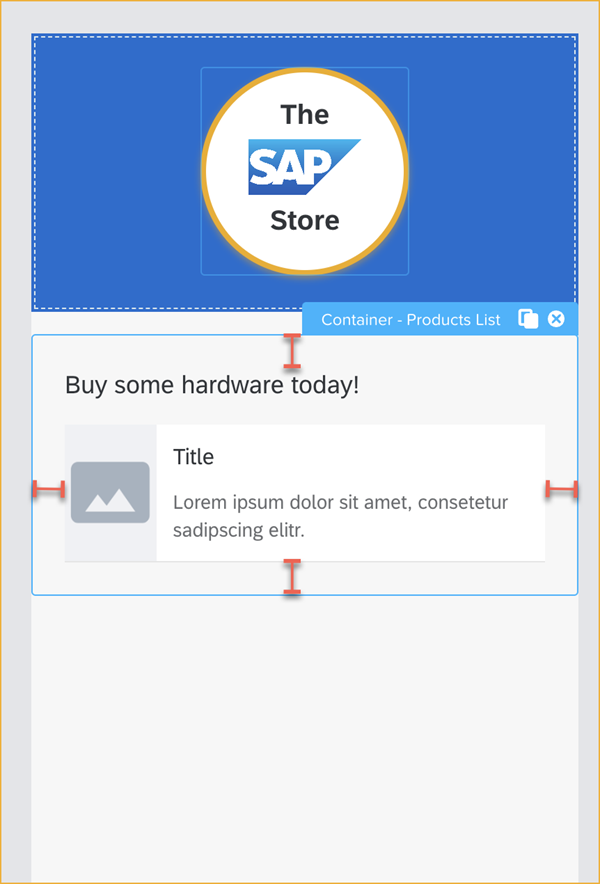 The
SAP
Store
Container - Products List
Buy some hardware today!
Title
Lorem ipsum dolor sit amet, consetetur
sadipscing elitr.